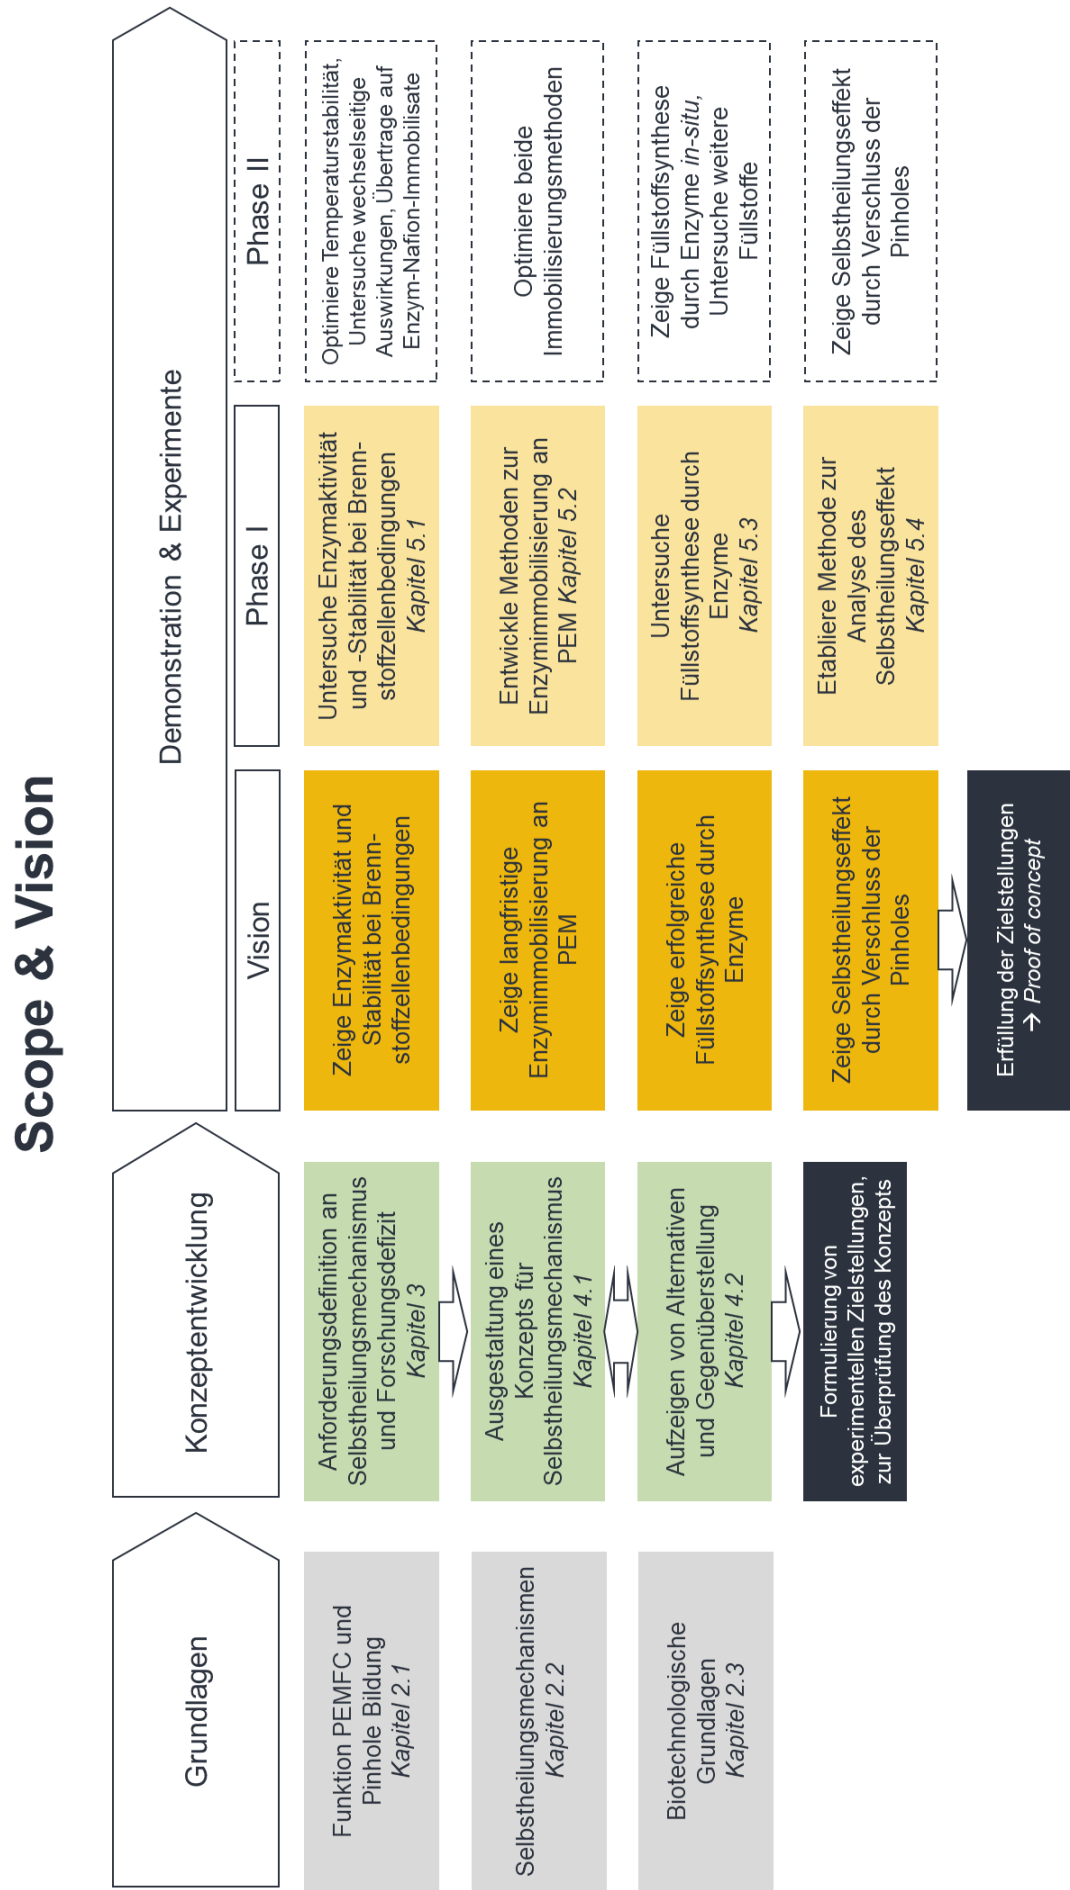 Scope & Vision
Grundlagen
Konzeptentwicklung
Demonstration & Experimente
Vision
Phase I
Phase II
Funktion PEMFC und
Pinhole Bildung
Kapitel 2.1
Selbstheilungsmechanismen
Kapitel 2.2
Biotechnologische
Grundlagen
Kapitel 2.3
Anforderungsdefinition an
Selbstheilungsmechanismus
und Forschungsdefizit
Kapitel 3
Ausgestaltung eines
Konzepts für
Selbstheilungsmechanismus
Kapitel 4.1
Aufzeigen von Alternativen
und Gegenüberstellung
Kapitel 4.2
Formulierung von
experimentellen Zielstellungen,
zur Überprüfung des Konzepts
Zeige Enzymaktivität und
Stabilität bei Brenn-
stoffzellenbedingungen
Zeige langfristige
Enzymimmobilisierung an
PEM
Zeige erfolgreiche
Füllstoffsynthese durch
Enzyme
Zeige Selbstheilungseffekt
durch Verschluss der
Pinholes
Erfüllung der Zielstellungen
→ Proof of concept
Untersuche Enzymaktivität
und -Stabilität bei Brenn-
stoffzellenbedingungen
Kapitel 5.1
Entwickle Methoden zur
Enzymimmobilisierung an
PEM Kapitel 5.2
Untersuche
Füllstoffsynthese durch
Enzyme
Kapitel 5.3
Etabliere Methode zur
Analyse des
Selbstheilungseffekt
Kapitel 5.4
Optimiere Temperaturstabilität,
Untersuche wechselseitige
Auswirkungen, Übertrage auf
Enzym-Nafion-Immobilisate
Optimiere beide
Immobilisierungsmethoden
Zeige Füllstoffsynthese
durch Enzyme in-situ,
Untersuche weitere
Füllstoffe
Zeige Selbstheilungseffekt
durch Verschluss der
Pinholes